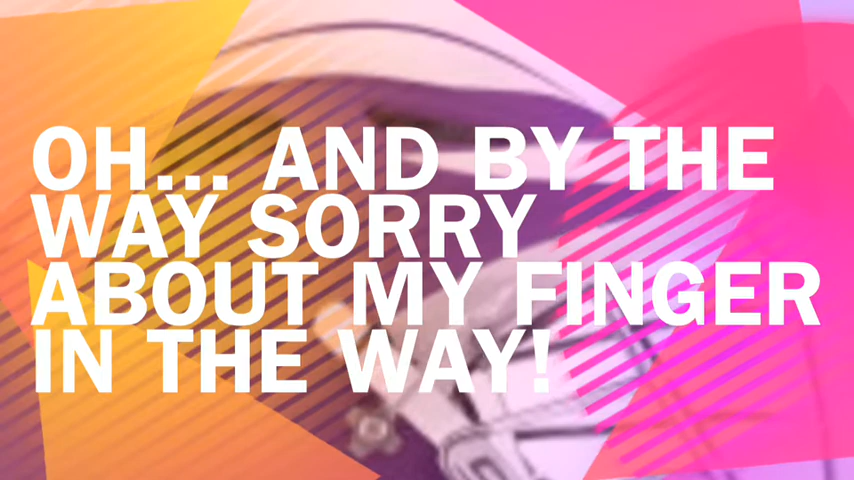 OH... AND BY THE
WAY SORRY
ABOUT MY FINGER
IN THE WAY!